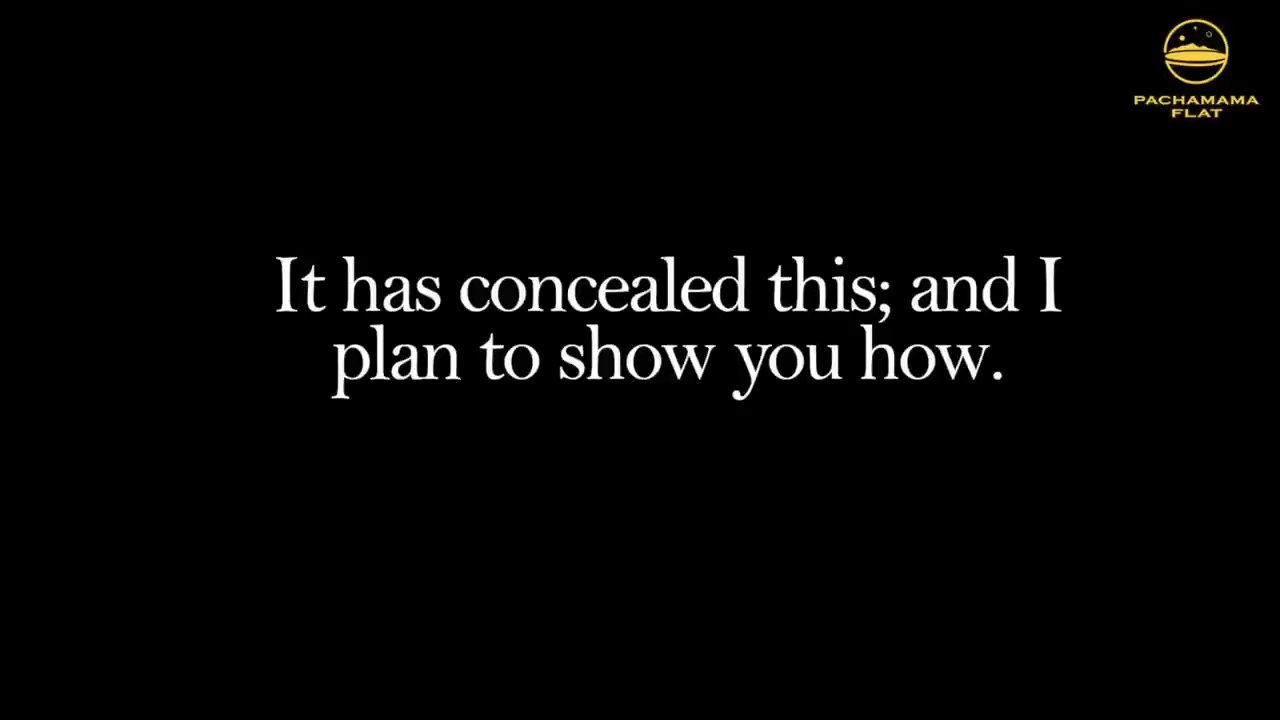 PACHAMAMA
FLAT
It has concealed this; and I
plan to show you how.